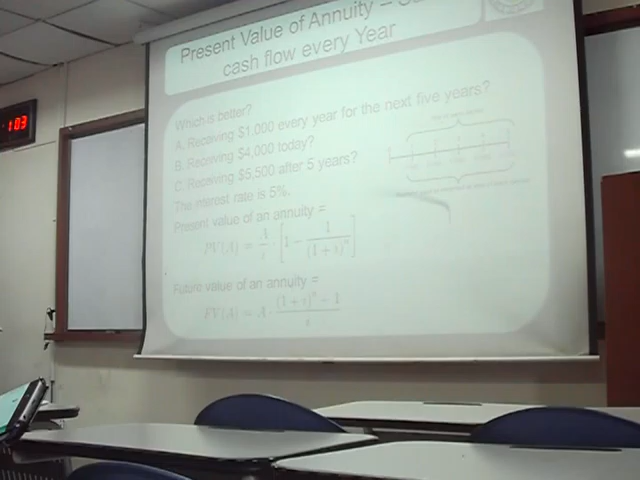 Present Value of Annuity –
cash flow every Year
1:03
Which is better?
A. Receiving $1,000 every year for the next five years?
B. Receiving $4,000 today?
C. Receiving $5,500 after 5 years?
The interest rate is 5%.
Present value of an annuity =
PV(A) = A/i · [1 − 1/(1 + i)^n]
Future value of an annuity =
FV(A) = A · ((1 + i)^n − 1)/i